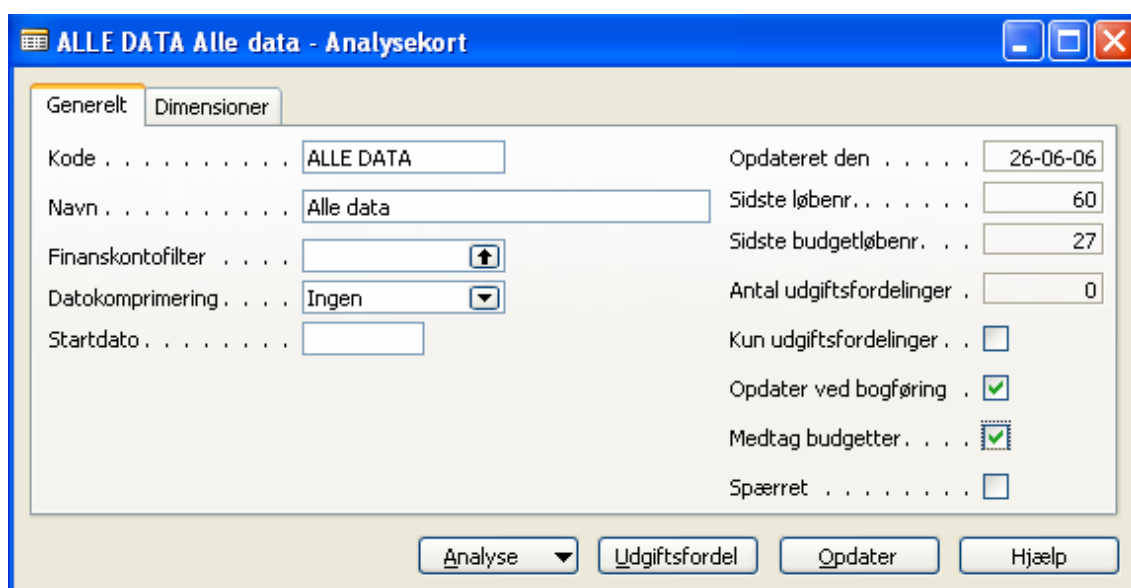 ALLE DATA Alle data - Analysekort
Generelt
Dimensioner
Kode . . . . . . . . . . ALLE DATA
Navn . . . . . . . . . . Alle data
Finanskontofilter . . . .
Datokomprimering . . . . Ingen
Startdato . . . . . . . .
Opdateret den . . . . . 26-06-06
Sidste løbenr. . . . . . . 60
Sidste budgetløbenr. . . 27
Antal udgiftsfordelinger . 0
Kun udgiftsfordelinger . .
Opdater ved bogføring .
Medtag budgetter . . . .
Spærret . . . . . . . .
Analyse
Udgiftsfordel
Opdater
Hjælp